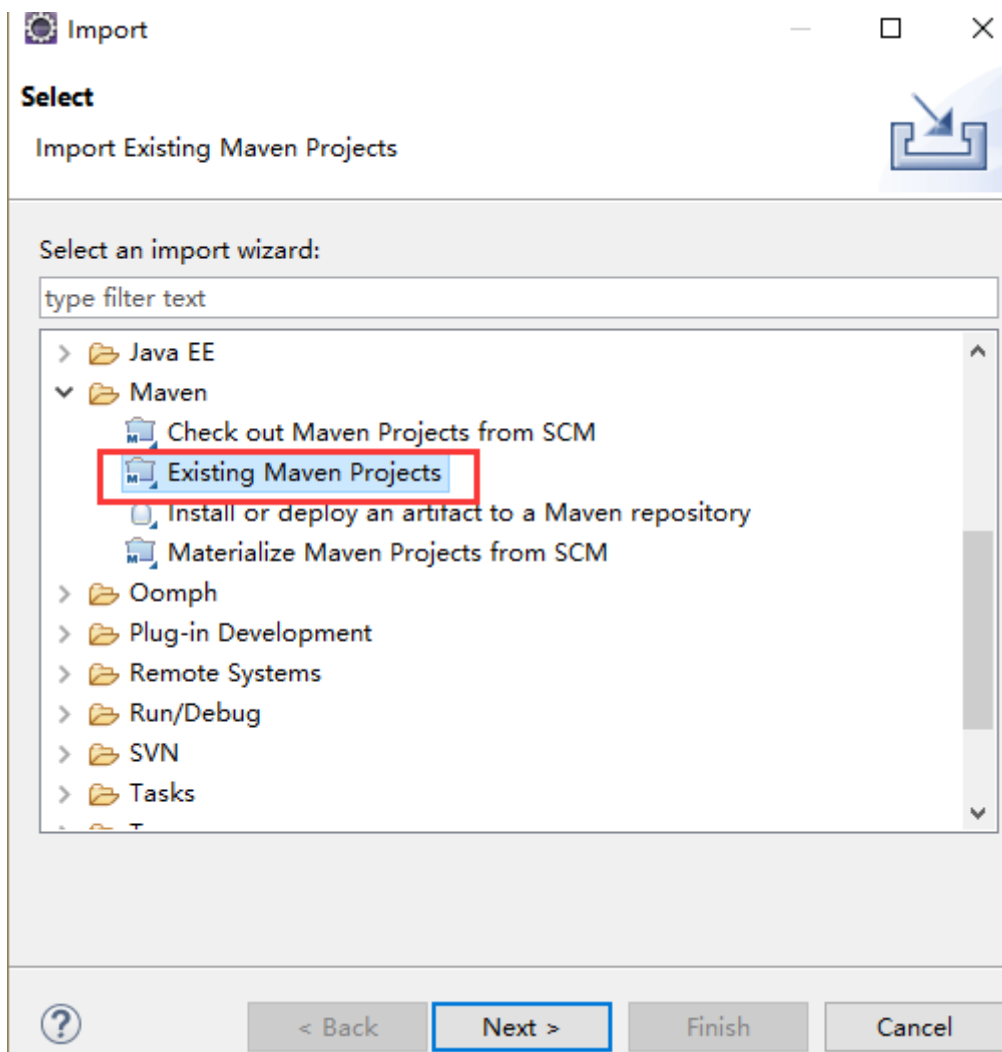 Import
Select
Import Existing Maven Projects
Select an import wizard:
type filter text
Java EE
Maven
Check out Maven Projects from SCM
Existing Maven Projects
Install or deploy an artifact to a Maven repository
Materialize Maven Projects from SCM
Oomph
Plug-in Development
Remote Systems
Run/Debug
SVN
Tasks
< Back
Next >
Finish
Cancel